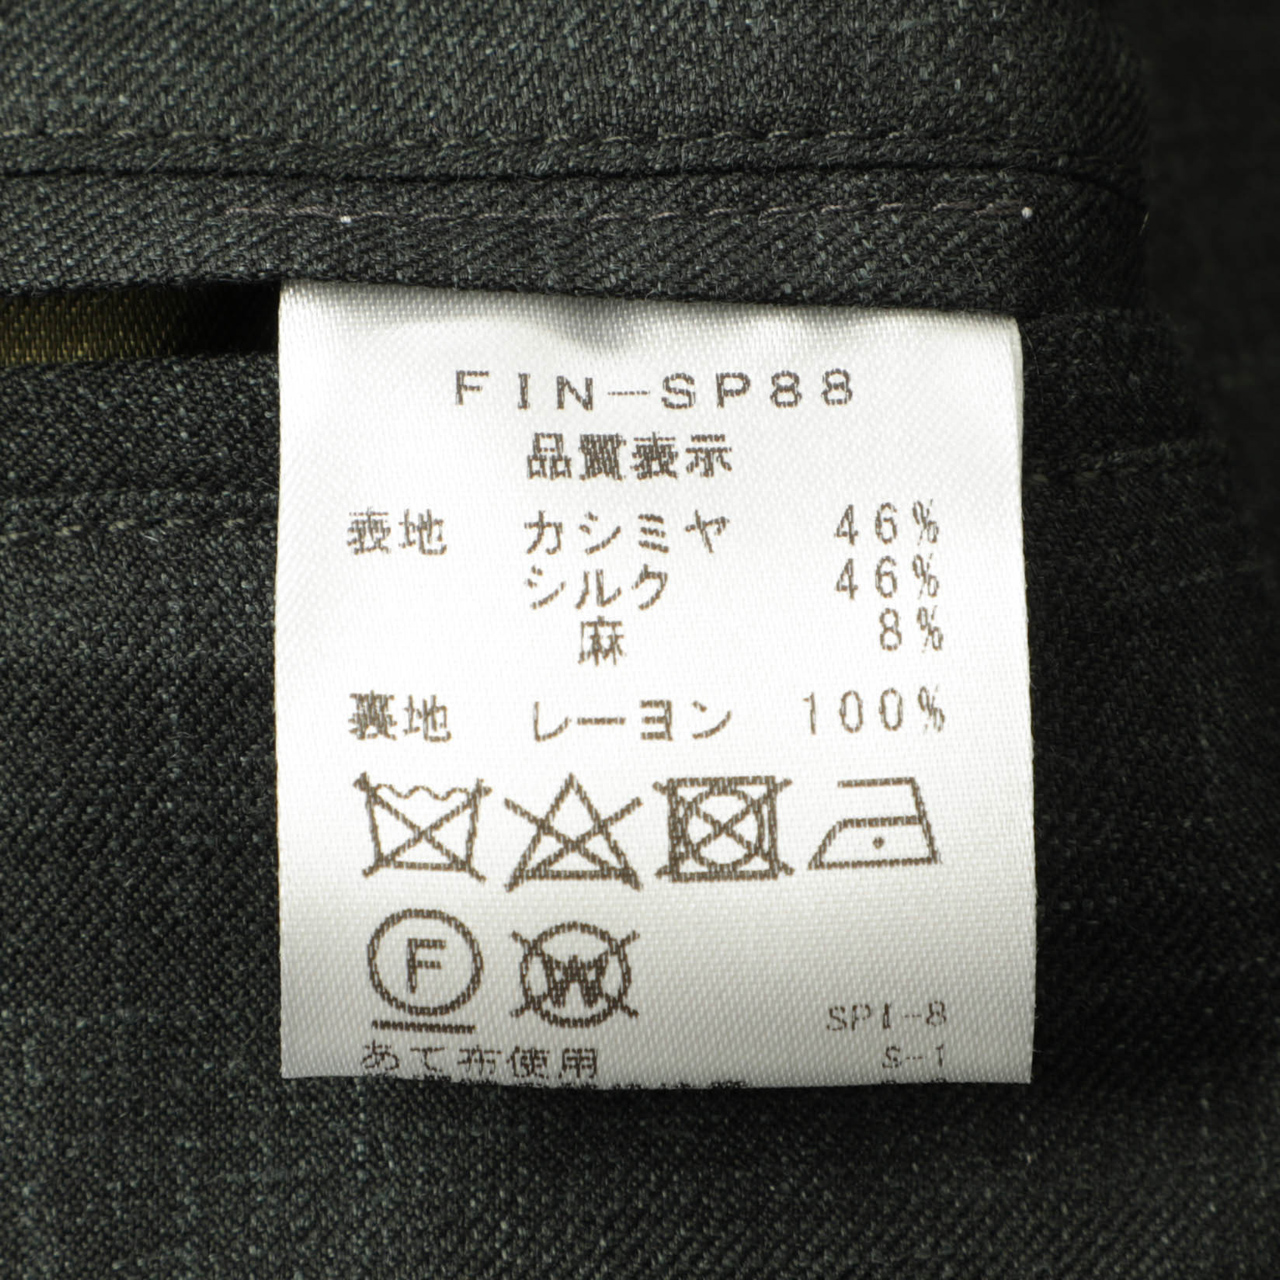 FIN-SP88
品質表示
表地 カシミヤ 46%
シルク 46%
麻 8%
裏地 レーヨン 100%
F W
SPI-8
あて布使用 S-1